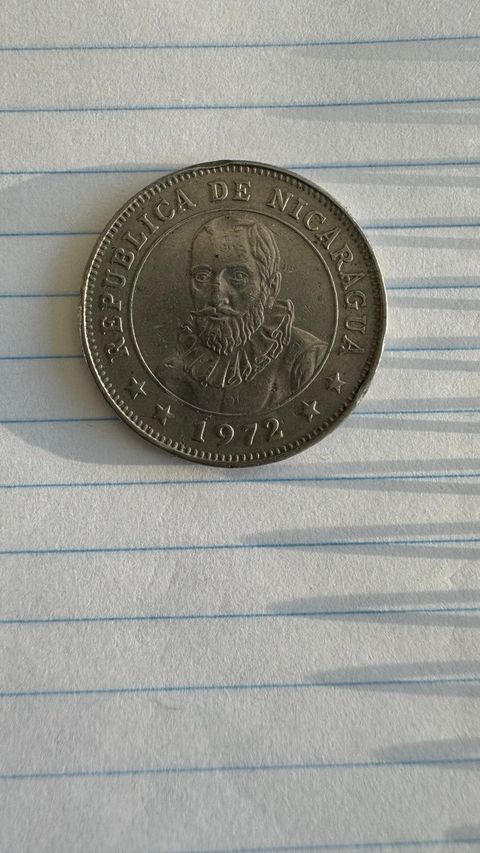 REPUBLICA DE NICARAGUA
1972